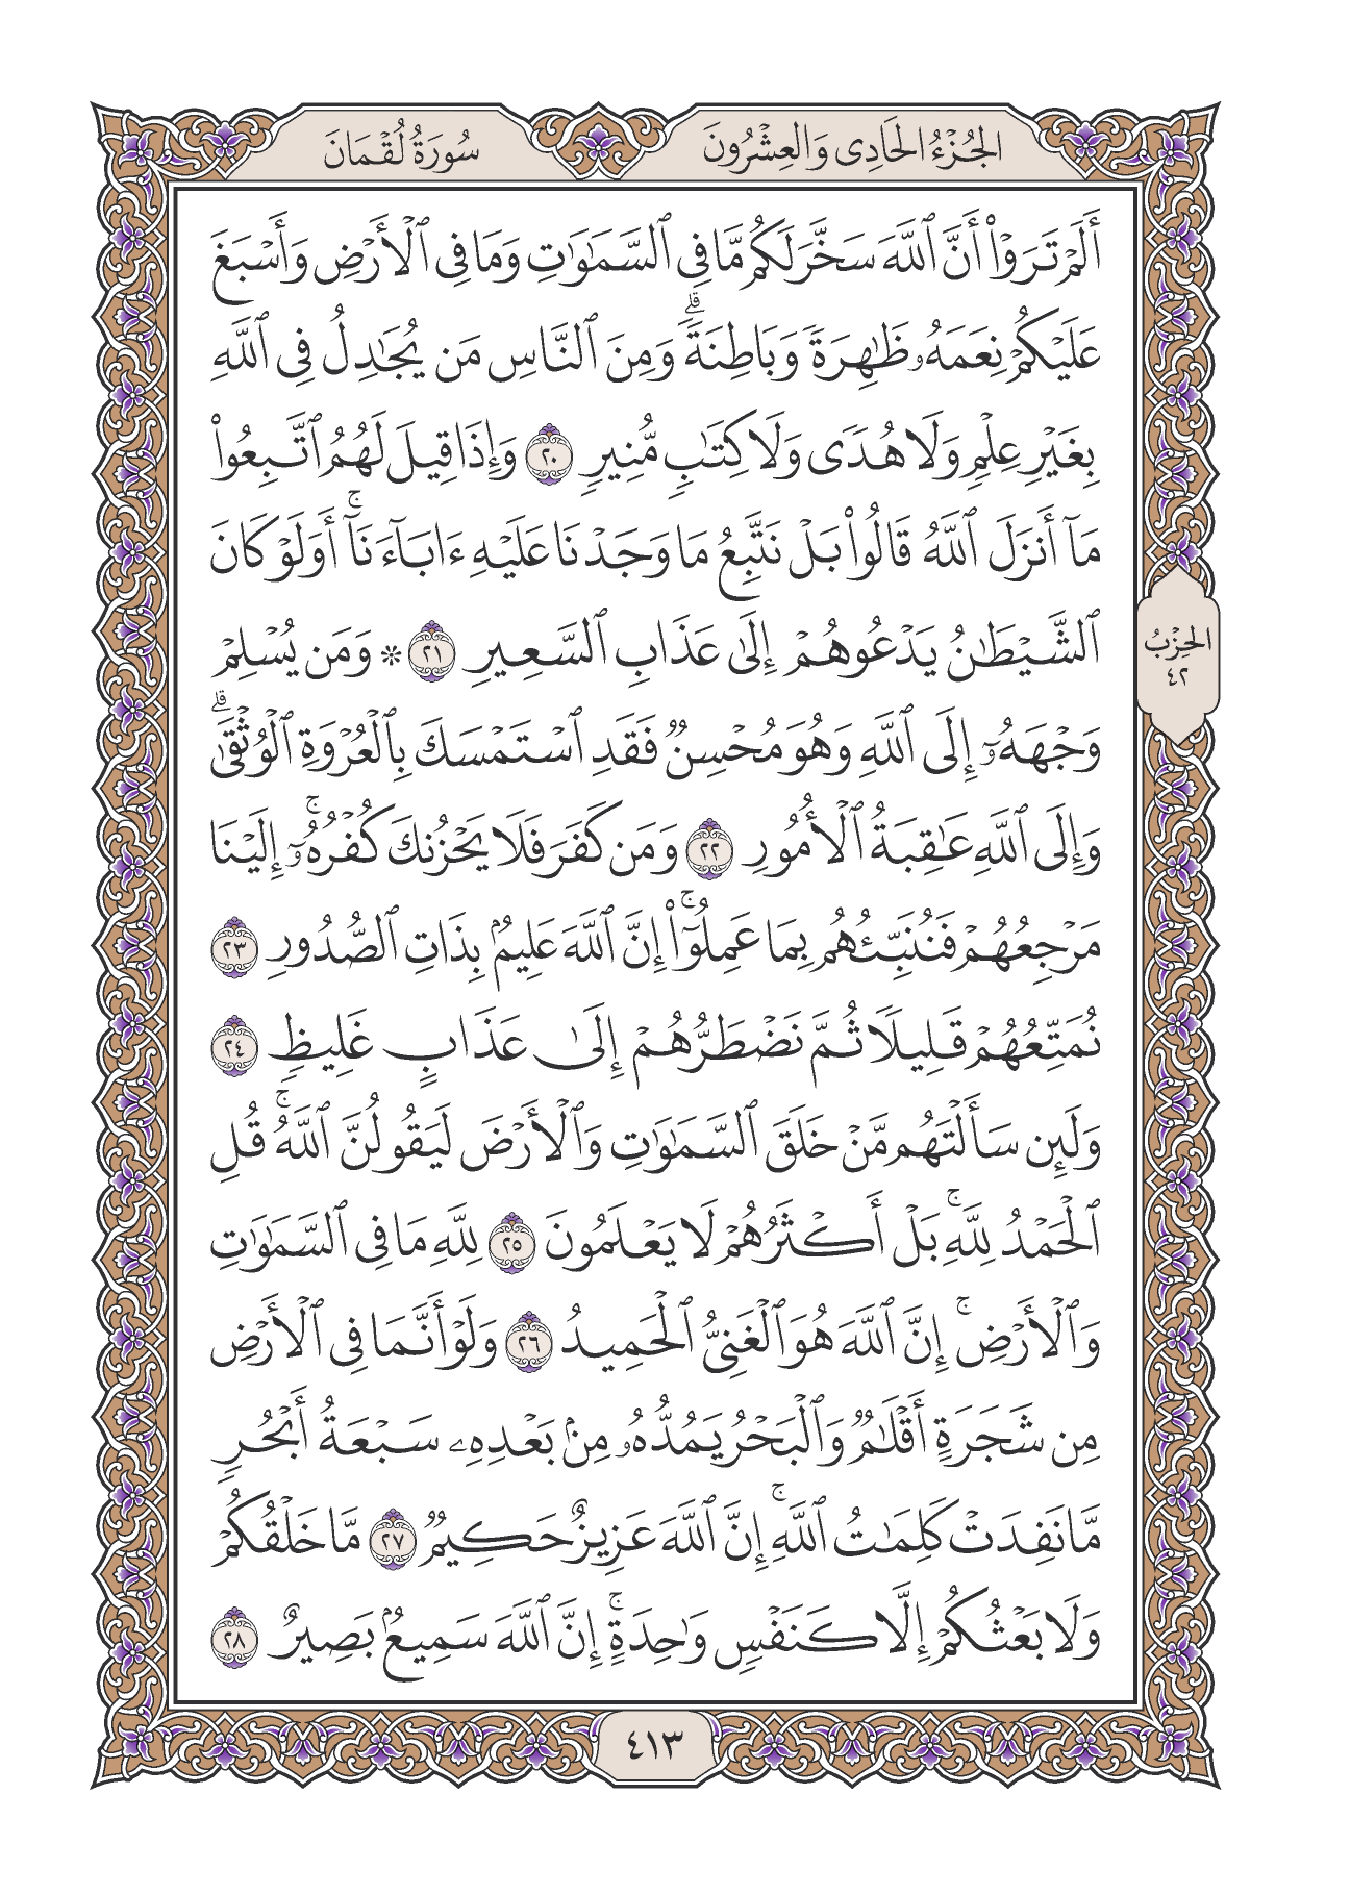 الجُزْءُ الحَادِى وَالعِشْرُونَ
سُورَةُ لُقْمَانَ
أَلَمْ تَرَوْا۟ أَنَّ ٱللَّهَ سَخَّرَ لَكُم مَّا فِى ٱلسَّمَـٰوَٰتِ وَمَا فِى ٱلْأَرْضِ وَأَسْبَغَ
عَلَيْكُمْ نِعَمَهُۥ ظَـٰهِرَةً وَبَاطِنَةً ۗ وَمِنَ ٱلنَّاسِ مَن يُجَـٰدِلُ فِى ٱللَّهِ
بِغَيْرِ عِلْمٍ وَلَا هُدًى وَلَا كِتَـٰبٍ مُّنِيرٍ ٢٠ وَإِذَا قِيلَ لَهُمُ ٱتَّبِعُوا۟
مَآ أَنزَلَ ٱللَّهُ قَالُوا۟ بَلْ نَتَّبِعُ مَا وَجَدْنَا عَلَيْهِ ءَابَآءَنَآ ۚ أَوَلَوْ كَانَ
ٱلشَّيْطَـٰنُ يَدْعُوهُمْ إِلَىٰ عَذَابِ ٱلسَّعِيرِ ٢١ ۞ وَمَن يُسْلِمْ
وَجْهَهُۥٓ إِلَى ٱللَّهِ وَهُوَ مُحْسِنٌ فَقَدِ ٱسْتَمْسَكَ بِٱلْعُرْوَةِ ٱلْوُثْقَىٰ ۗ
وَإِلَى ٱللَّهِ عَـٰقِبَةُ ٱلْأُمُورِ ٢٢ وَمَن كَفَرَ فَلَا يَحْزُنكَ كُفْرُهُۥٓ ۚ إِلَيْنَا
مَرْجِعُهُمْ فَنُنَبِّئُهُم بِمَا عَمِلُوٓا۟ ۚ إِنَّ ٱللَّهَ عَلِيمٌۢ بِذَاتِ ٱلصُّدُورِ ٢٣
نُمَتِّعُهُمْ قَلِيلًا ثُمَّ نَضْطَرُّهُمْ إِلَىٰ عَذَابٍ غَلِيظٍ ٢٤
وَلَئِن سَأَلْتَهُم مَّنْ خَلَقَ ٱلسَّمَـٰوَٰتِ وَٱلْأَرْضَ لَيَقُولُنَّ ٱللَّهُ ۚ قُلِ
ٱلْحَمْدُ لِلَّهِ ۚ بَلْ أَكْثَرُهُمْ لَا يَعْلَمُونَ ٢٥ لِلَّهِ مَا فِى ٱلسَّمَـٰوَٰتِ
وَٱلْأَرْضِ ۚ إِنَّ ٱللَّهَ هُوَ ٱلْغَنِىُّ ٱلْحَمِيدُ ٢٦ وَلَوْ أَنَّمَا فِى ٱلْأَرْضِ
مِن شَجَرَةٍ أَقْلَـٰمٌ وَٱلْبَحْرُ يَمُدُّهُۥ مِنۢ بَعْدِهِۦ سَبْعَةُ أَبْحُرٍ
مَّا نَفِدَتْ كَلِمَـٰتُ ٱللَّهِ ۚ إِنَّ ٱللَّهَ عَزِيزٌ حَكِيمٌ ٢٧ مَّا خَلْقُكُمْ
وَلَا بَعْثُكُمْ إِلَّا كَنَفْسٍ وَٰحِدَةٍ ۚ إِنَّ ٱللَّهَ سَمِيعٌۢ بَصِيرٌ ٢٨
الحِزْبُ
٤٢
٤١٣